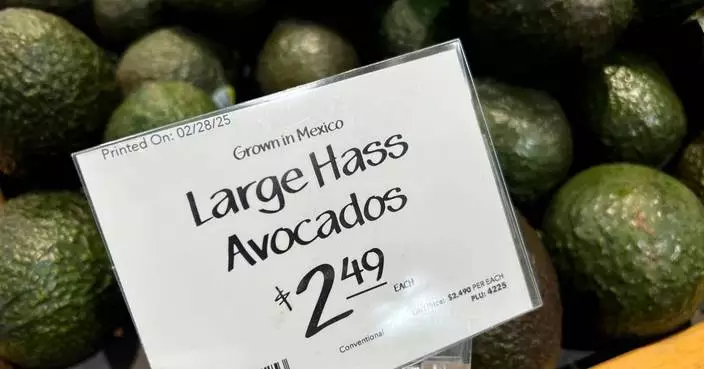 Printed On: 02/28/25
Grown in Mexico
Large Hass
Avocados
$2.49 EACH
Unit Price: $2.490 PER EACH
PLU: 4225
Conventional